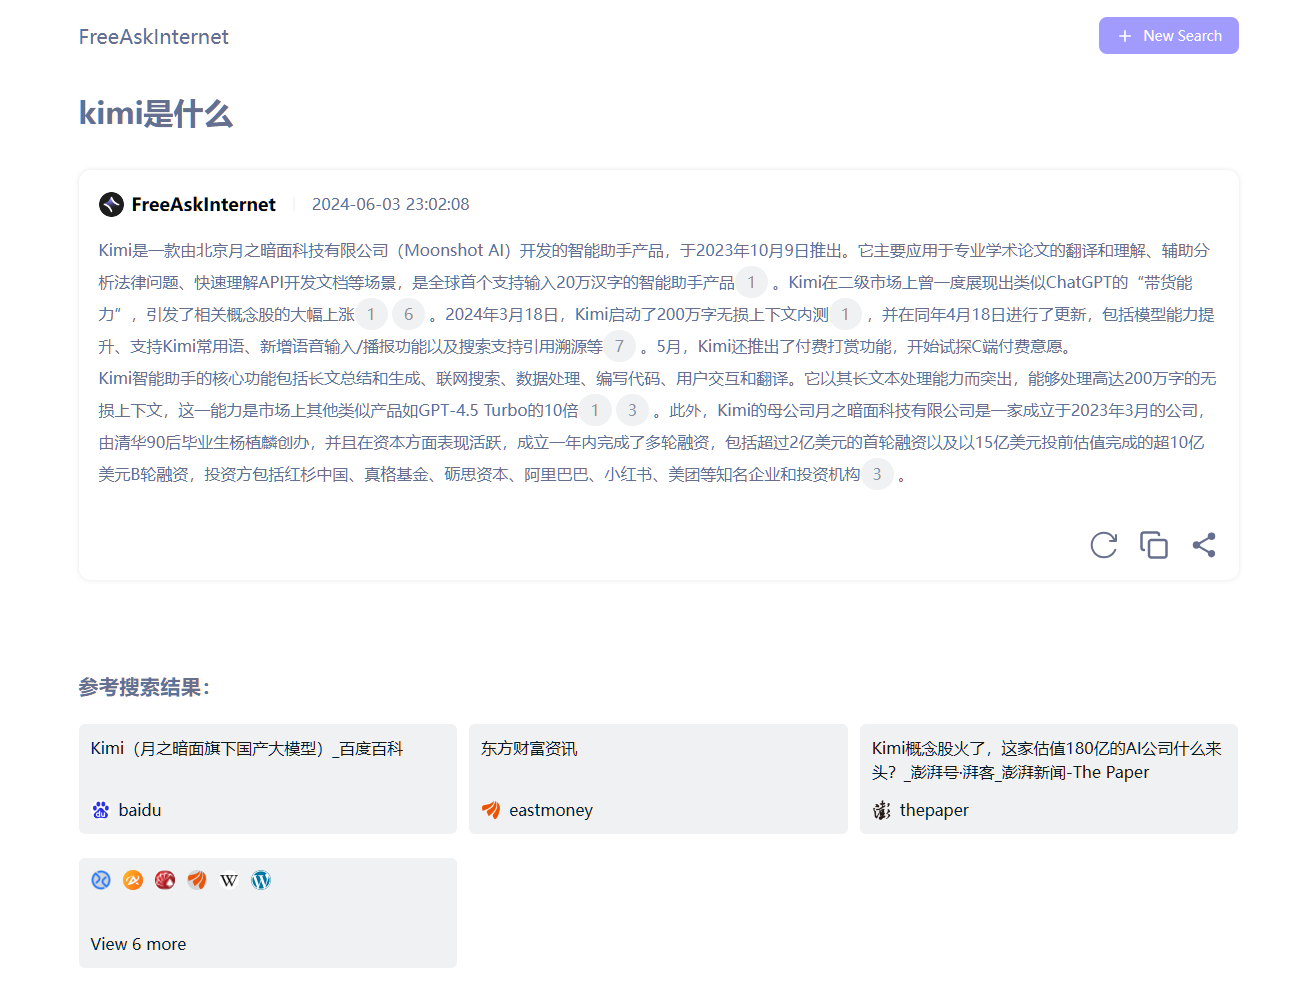 FreeAskInternet
New Search
kimi是什么
FreeAskInternet 2024-06-03 23:02:08
Kimi是一款由北京月之暗面科技有限公司（Moonshot AI）开发的智能助手产品，于2023年10月9日推出。它主要应用于专业学术论文的翻译和理解、辅助分
析法律问题、快速理解API开发文档等场景，是全球首个支持输入20万汉字的智能助手产品 1 。Kimi在二级市场上曾一度展现出类似ChatGPT的“带货能
力”，引发了相关概念股的大幅上涨 1 6 。2024年3月18日，Kimi启动了200万字无损上下文内测 1 ，并在同年4月18日进行了更新，包括模型能力提
升、支持Kimi常用语、新增语音输入/播报功能以及搜索支持引用溯源等 7 。5月，Kimi还推出了付费打赏功能，开始试探C端付费意愿。
Kimi智能助手的核心功能包括长文总结和生成、联网搜索、数据处理、编写代码、用户交互和翻译。它以其长文本处理能力而突出，能够处理高达200万字的无
损上下文，这一能力是市场上其他类似产品如GPT-4.5 Turbo的10倍 1 3 。此外，Kimi的母公司月之暗面科技有限公司是一家成立于2023年3月的公司，
由清华90后毕业生杨植麟创办，并且在资本方面表现活跃，成立一年内完成了多轮融资，包括超过2亿美元的首轮融资以及以15亿美元投前估值完成的超10亿
美元B轮融资，投资方包括红杉中国、真格基金、砺思资本、阿里巴巴、小红书、美团等知名企业和投资机构 3 。
参考搜索结果：
Kimi（月之暗面旗下国产大模型）_百度百科
baidu
东方财富资讯
eastmoney
Kimi概念股火了，这家估值180亿的AI公司什么来
头？_澎湃号·湃客_澎湃新闻-The Paper
thepaper
View 6 more